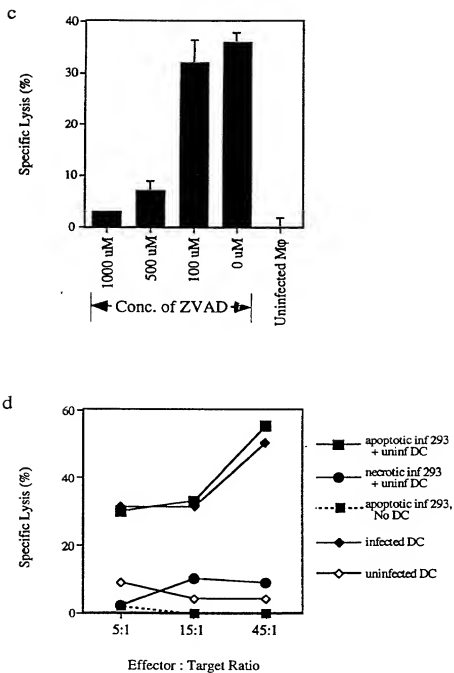 c
Specific Lysis (%)
40
30
20
10
0
1000 uM
500 uM
100 uM
0 uM
Uninfected Mφ
Conc. of ZVAD
d
Specific Lysis (%)
60
40
20
0
5:1
15:1
45:1
Effector : Target Ratio
apoptotic inf 293
+ uninf DC
necrotic inf 293
+ uninf DC
apoptotic inf 293,
No DC
infected DC
uninfected DC